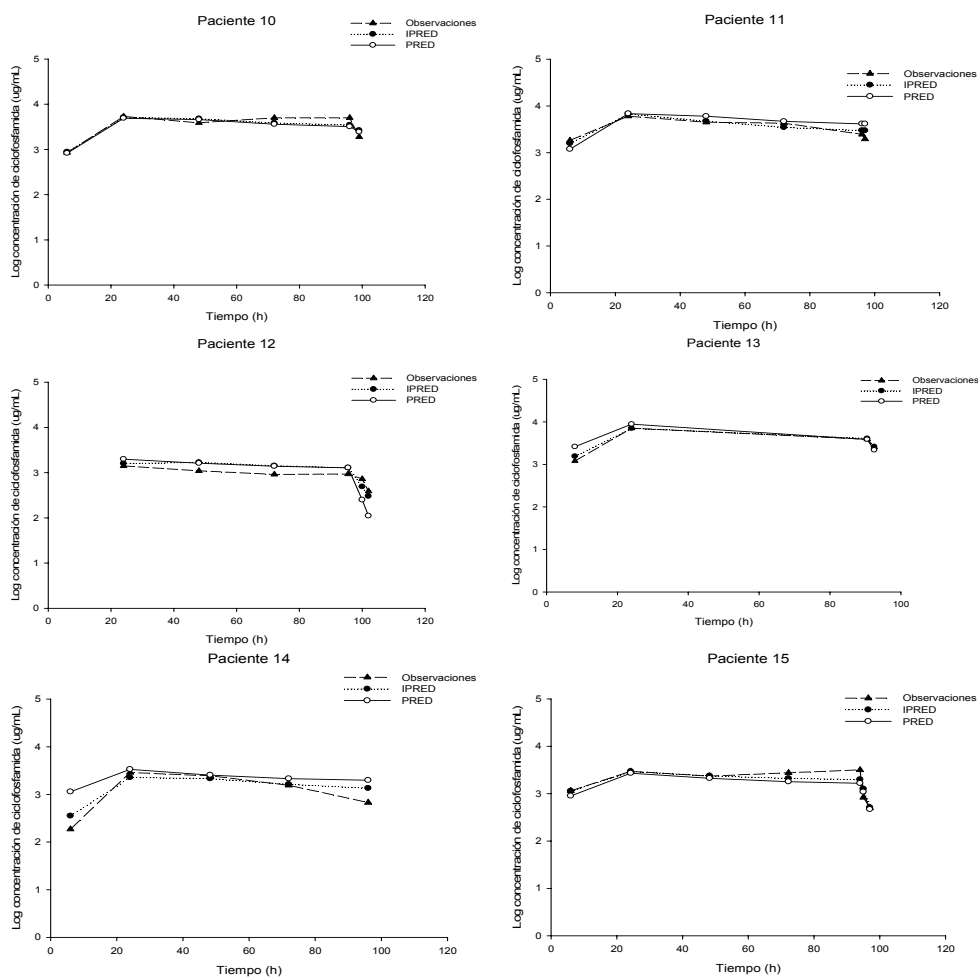 Paciente 10
Observaciones
IPRED
PRED
5
4
3
2
1
0
Log concentración de ciclofosfamida (ug/mL)
0 20 40 60 80 100 120
Tiempo (h)
Paciente 11
Observaciones
IPRED
PRED
5
4
3
2
1
0
Log concentración de ciclofosfamida (ug/mL)
0 20 40 60 80 100 120
Tiempo (h)
Paciente 12
Observaciones
IPRED
PRED
5
4
3
2
1
0
Log concentración de ciclofosfamida (ug/mL)
0 20 40 60 80 100 120
Tiempo (h)
Paciente 13
Observaciones
IPRED
PRED
5
4
3
2
1
0
Log concentración de ciclofosfamida (ug/mL)
0 20 40 60 80 100
Tiempo (h)
Paciente 14
Observaciones
IPRED
PRED
5
4
3
2
1
0
Log concentración de ciclofosfamida (ug/mL)
0 20 40 60 80 100 120
Tiempo (h)
Paciente 15
Observaciones
IPRED
PRED
5
4
3
2
1
0
Log concentración de ciclofosfamida (ug/mL)
0 20 40 60 80 100 120
Tiempo (h)